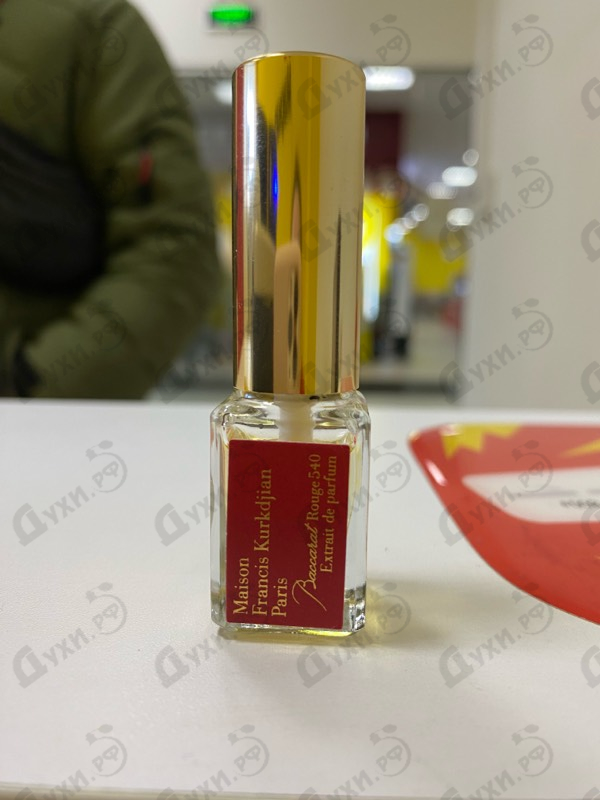 Maison
Francis Kurkdjian
Paris
Baccarat Rouge 540
Extrait de parfum
Духи.рф